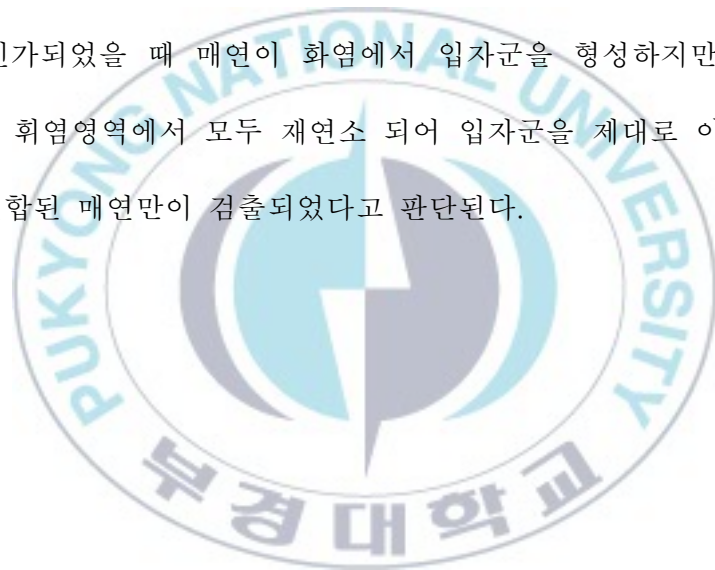 인가되었을 때 매연이 화염에서 입자군을 형성하지만
휘염영역에서 모두 재연소 되어 입자군을 제대로 이
합된 매연만이 검출되었다고 판단된다.
PUKYONG NATIONAL UNIVERSITY
부경대학교